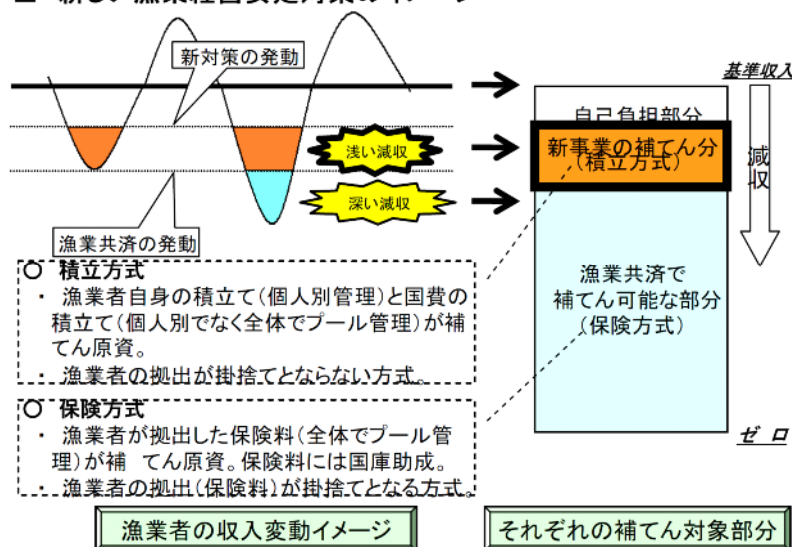 新対策の発動
基準収入
自己負担部分
浅い減収
新事業の補てん分
(積立方式)
減収
深い減収
漁業共済の発動
○ 積立方式
・ 漁業者自身の積立て(個人別管理)と国費の
積立て(個人別でなく全体でプール管理)が補
てん原資。
・ 漁業者の拠出が掛捨てとならない方式。
漁業共済で
補てん可能な部分
(保険方式)
○ 保険方式
・ 漁業者が拠出した保険料(全体でプール管
理)が補 てん原資。保険料には国庫助成。
・ 漁業者の拠出(保険料)が掛捨てとなる方式。
ゼ ロ
漁業者の収入変動イメージ
それぞれの補てん対象部分